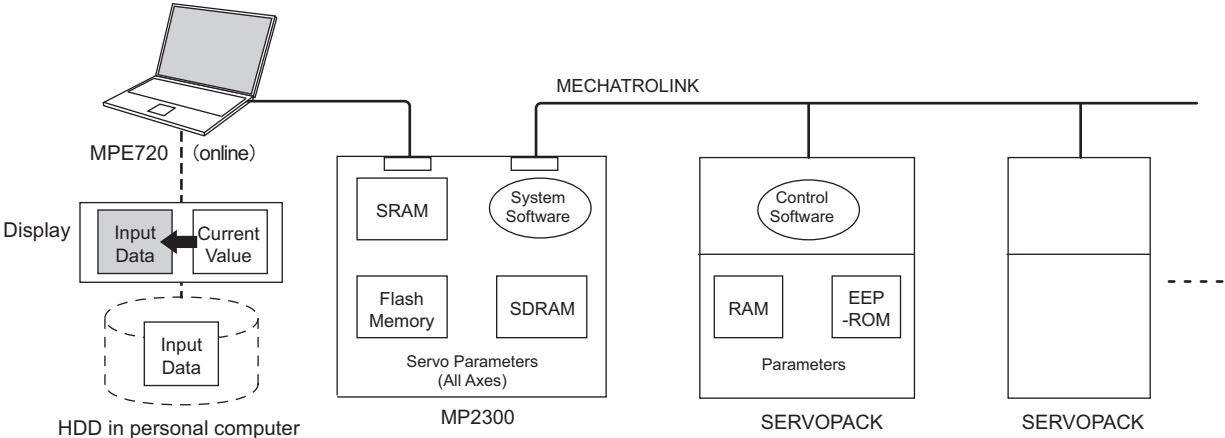 MECHATROLINK
MPE720 (online)
Display
Input
Data
Current
Value
Input
Data
HDD in personal computer
SRAM
System
Software
Flash
Memory
SDRAM
Servo Parameters
(All Axes)
MP2300
Control
Software
RAM
EEP
-ROM
Parameters
SERVOPACK
SERVOPACK